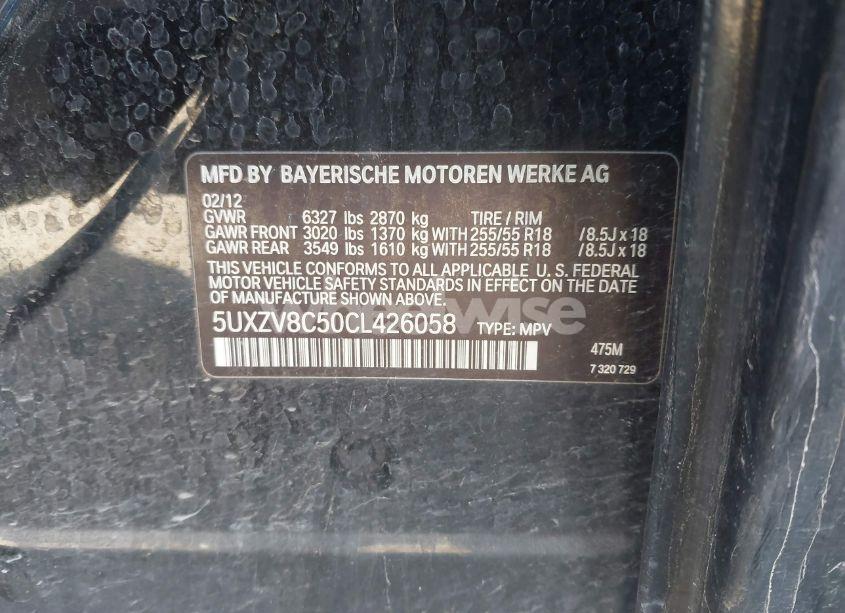 MFD BY BAYERISCHE MOTOREN WERKE AG
02/12
GVWR 6327 lbs 2870 kg TIRE / RIM
GAWR FRONT 3020 lbs 1370 kg WITH 255/55 R18 /8.5J x 18
GAWR REAR 3549 lbs 1610 kg WITH 255/55 R18 /8.5J x 18
THIS VEHICLE CONFORMS TO ALL APPLICABLE U. S. FEDERAL
MOTOR VEHICLE SAFETY STANDARDS IN EFFECT ON THE DATE
OF MANUFACTURE SHOWN ABOVE.
5UXZV8C50CL426058 TYPE: MPV
475M
7 320 729